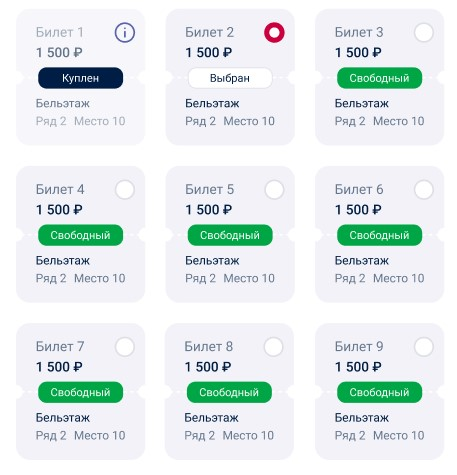 Билет 1
1 500 ₽
Куплен
Бельэтаж
Ряд 2 Место 10
Билет 2
1 500 ₽
Выбран
Бельэтаж
Ряд 2 Место 10
Билет 3
1 500 ₽
Свободный
Бельэтаж
Ряд 2 Место 10
Билет 4
1 500 ₽
Свободный
Бельэтаж
Ряд 2 Место 10
Билет 5
1 500 ₽
Свободный
Бельэтаж
Ряд 2 Место 10
Билет 6
1 500 ₽
Свободный
Бельэтаж
Ряд 2 Место 10
Билет 7
1 500 ₽
Свободный
Бельэтаж
Ряд 2 Место 10
Билет 8
1 500 ₽
Свободный
Бельэтаж
Ряд 2 Место 10
Билет 9
1 500 ₽
Свободный
Бельэтаж
Ряд 2 Место 10